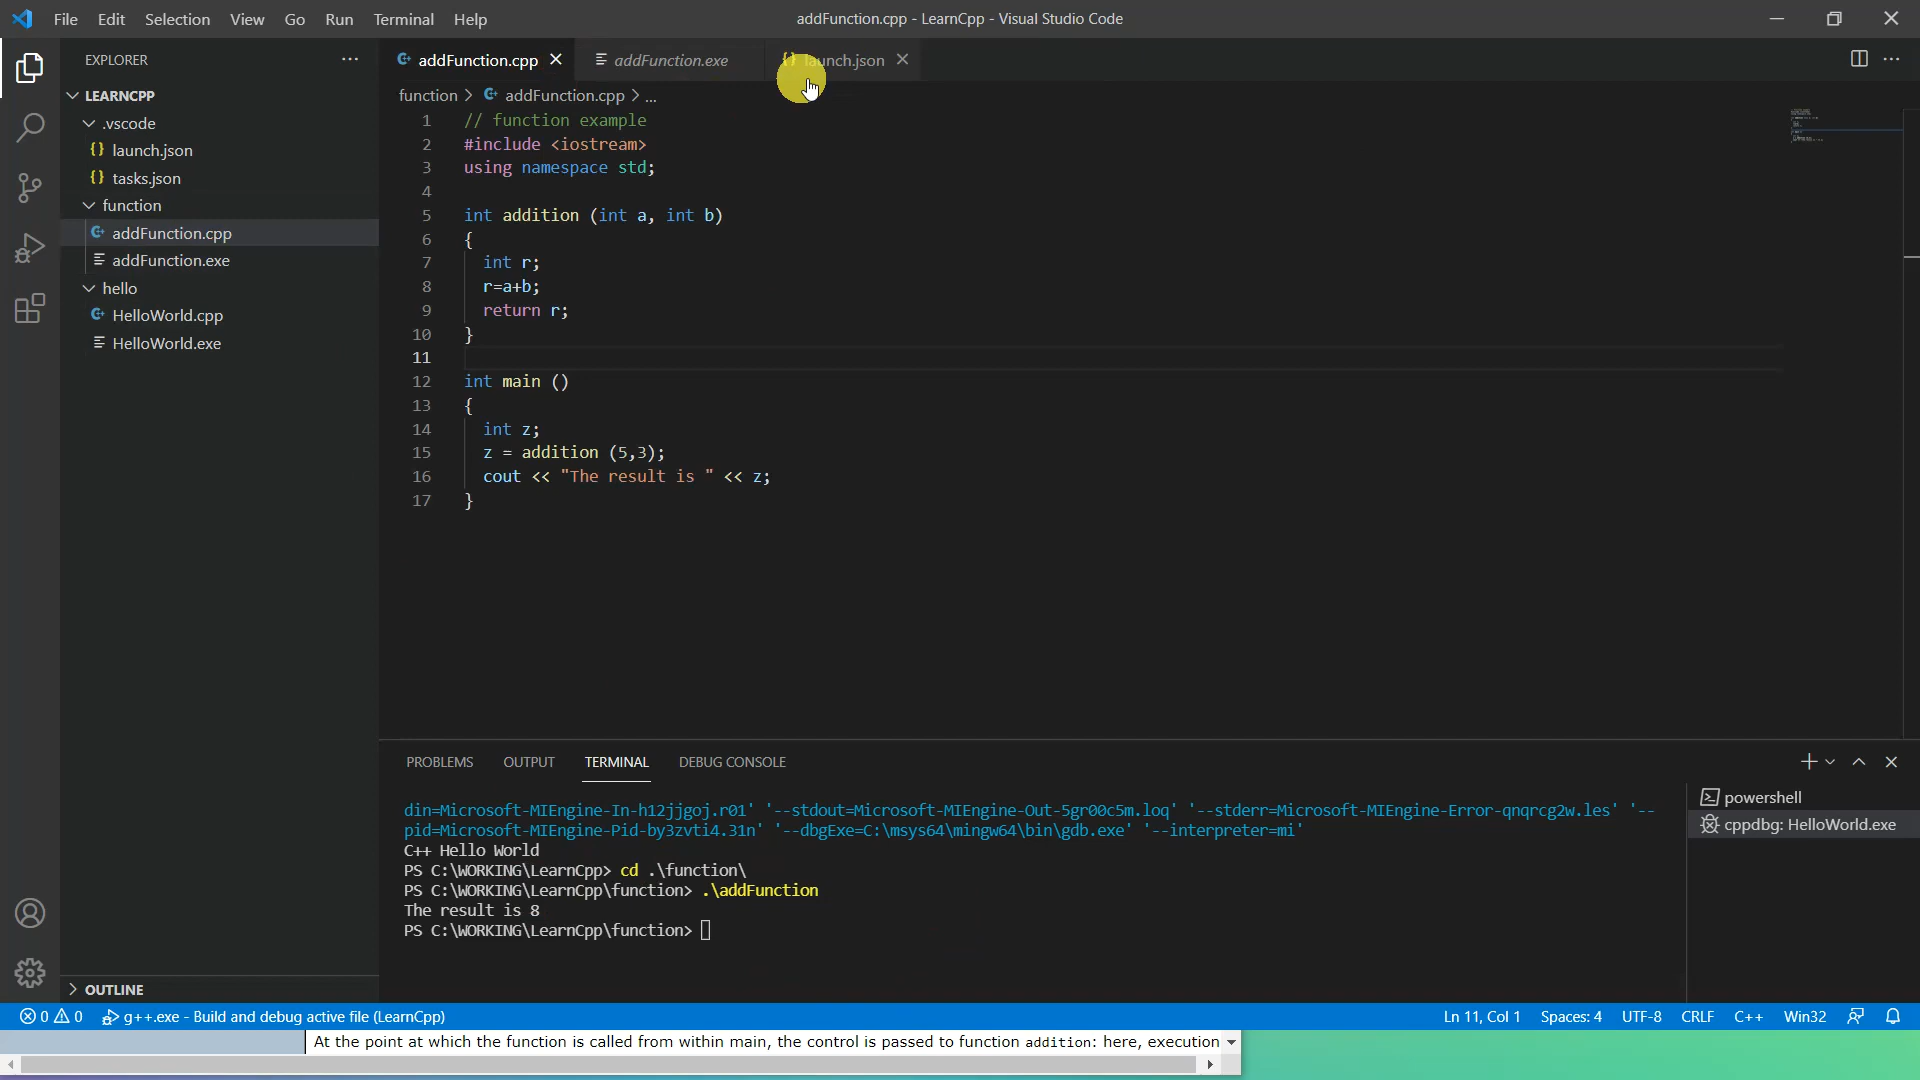 File Edit Selection View Go Run Terminal Help
addFunction.cpp - LearnCpp - Visual Studio Code
EXPLORER
LEARNCPP
.vscode
{} launch.json
{} tasks.json
function
addFunction.cpp
addFunction.exe
hello
HelloWorld.cpp
HelloWorld.exe
OUTLINE
addFunction.cpp addFunction.exe launch.json
function > addFunction.cpp > ...
1 // function example
2 #include <iostream>
3 using namespace std;
4
5 int addition (int a, int b)
6 {
7 int r;
8 r=a+b;
9 return r;
10 }
11
12 int main ()
13 {
14 int z;
15 z = addition (5,3);
16 cout << "The result is " << z;
17 }
PROBLEMS OUTPUT TERMINAL DEBUG CONSOLE
din=Microsoft-MIEngine-In-h12jjgoj.r01' '--stdout=Microsoft-MIEngine-Out-5gr00c5m.loq' '--stderr=Microsoft-MIEngine-Error-qnqrcg2w.les' '--
pid=Microsoft-MIEngine-Pid-by3zvti4.31n' '--dbgExe=C:\msys64\mingw64\bin\gdb.exe' '--interpreter=mi'
C++ Hello World
PS C:\WORKING\LearnCpp> cd .\function\
PS C:\WORKING\LearnCpp\function> .\addFunction
The result is 8
PS C:\WORKING\LearnCpp\function>
powershell
cppdbg: HelloWorld.exe
0 0 g++.exe - Build and debug active file (LearnCpp)
Ln 11, Col 1 Spaces: 4 UTF-8 CRLF C++ Win32
At the point at which the function is called from within main, the control is passed to function addition: here, execution